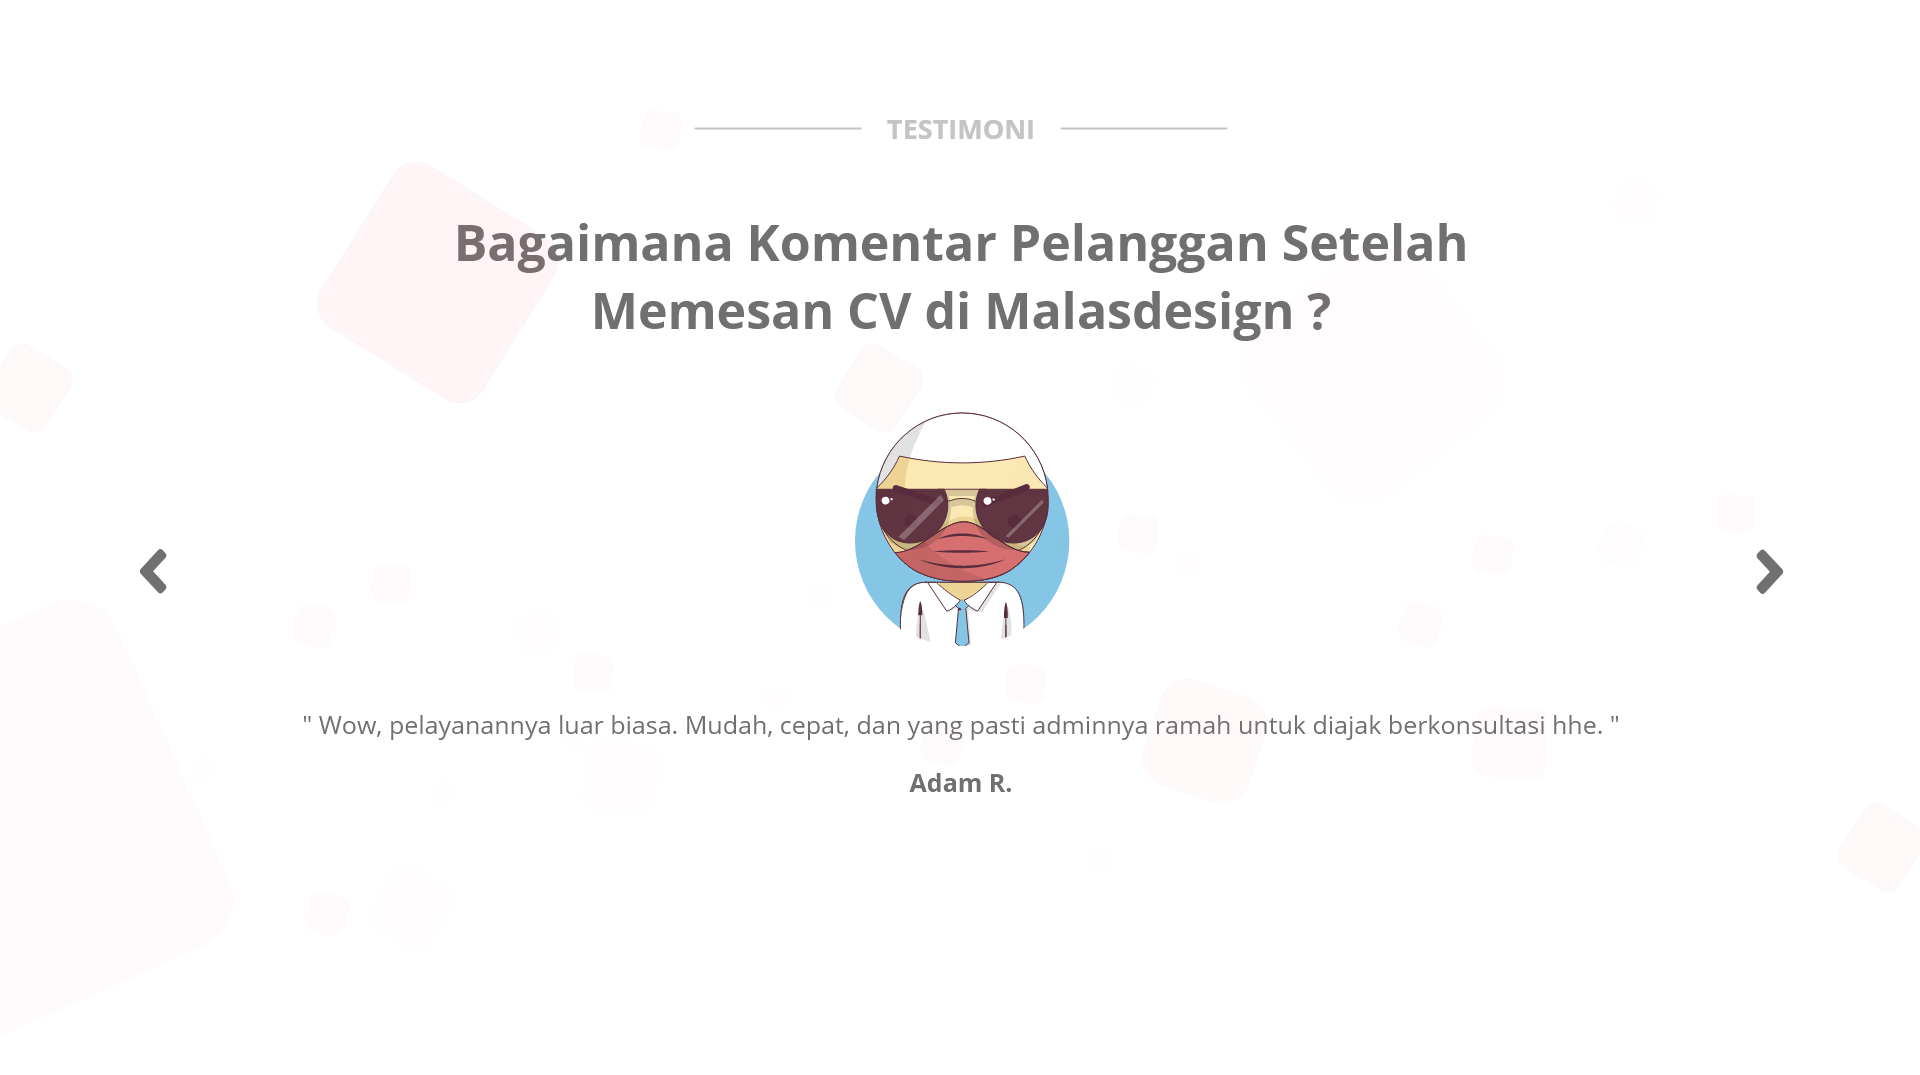 TESTIMONI
Bagaimana Komentar Pelanggan Setelah
Memesan CV di Malasdesign ?
" Wow, pelayanannya luar biasa. Mudah, cepat, dan yang pasti adminnya ramah untuk diajak berkonsultasi hhe. "
Adam R.